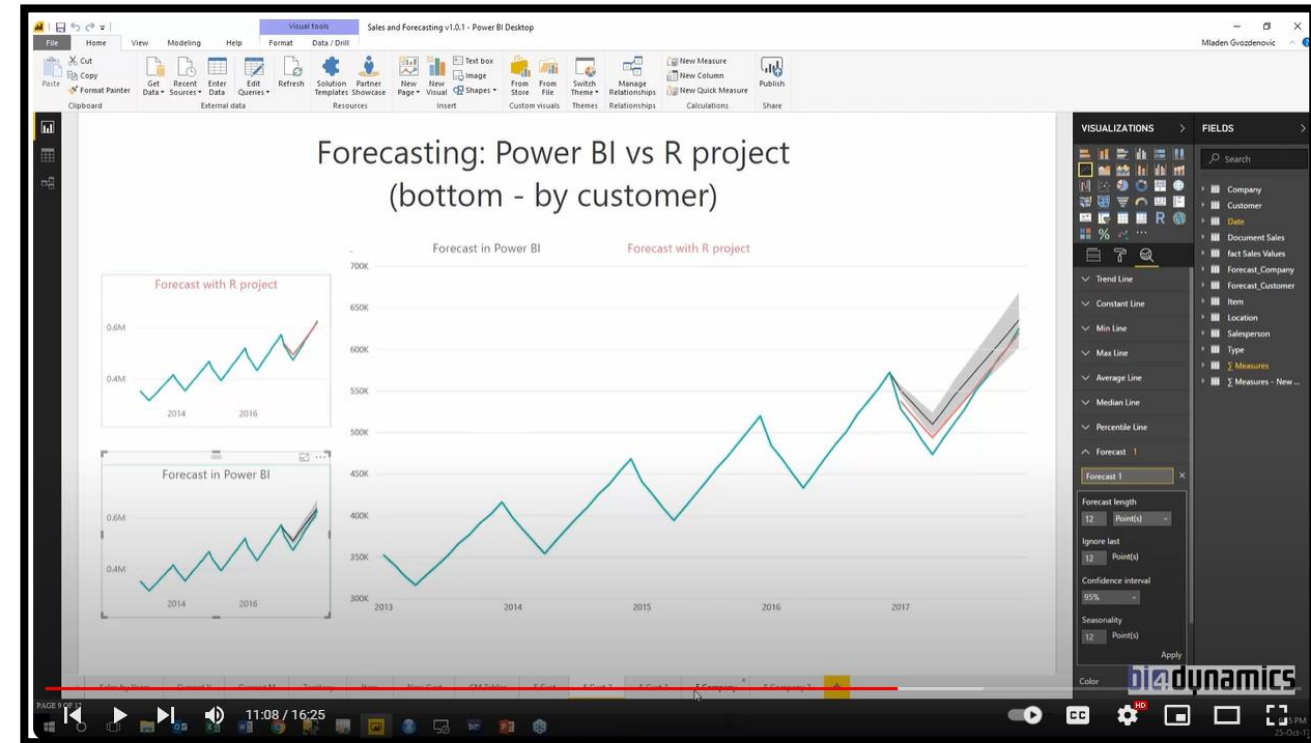 Visual tools
Sales and Forecasting v1.0.1 - Power BI Desktop
File Home View Modeling Help Format Data / Drill
Mladen Gvozdenovic
Paste
Cut
Copy
Format Painter
Get Data
Recent Sources
Enter Data
Edit Queries
Refresh
Solution Templates
Partner Showcase
New Page
New Visual
Text box
Image
Shapes
From Store
From File
Switch Theme
Manage Relationships
New Measure
New Column
New Quick Measure
Publish
Clipboard External data Resources Insert Custom visuals Themes Relationships Calculations Share
Forecasting: Power BI vs R project
(bottom - by customer)
Forecast in Power BI Forecast with R project
700K
650K
600K
550K
500K
450K
400K
350K
300K
2013 2014 2015 2016 2017
Forecast with R project
0.6M
0.4M
2014 2016
Forecast in Power BI
0.6M
0.4M
2014 2016
VISUALIZATIONS >
R
Trend Line
Constant Line
Min Line
Max Line
Average Line
Median Line
Percentile Line
Forecast 1
Forecast 1 ×
Forecast length
12 Point(s)
Ignore last
12 Point(s)
Confidence interval
95%
Seasonality
12 Point(s)
Apply
Color
FIELDS >
Search
Company
Customer
Date
Document Sales
fact Sales Values
Forecast_Company
Forecast_Customer
Item
Location
Salesperson
Type
∑ Measures
∑ Measures - New ...
bi4dynamics
PAGE 9 OF 12
11:08 / 16:25
CC
HD